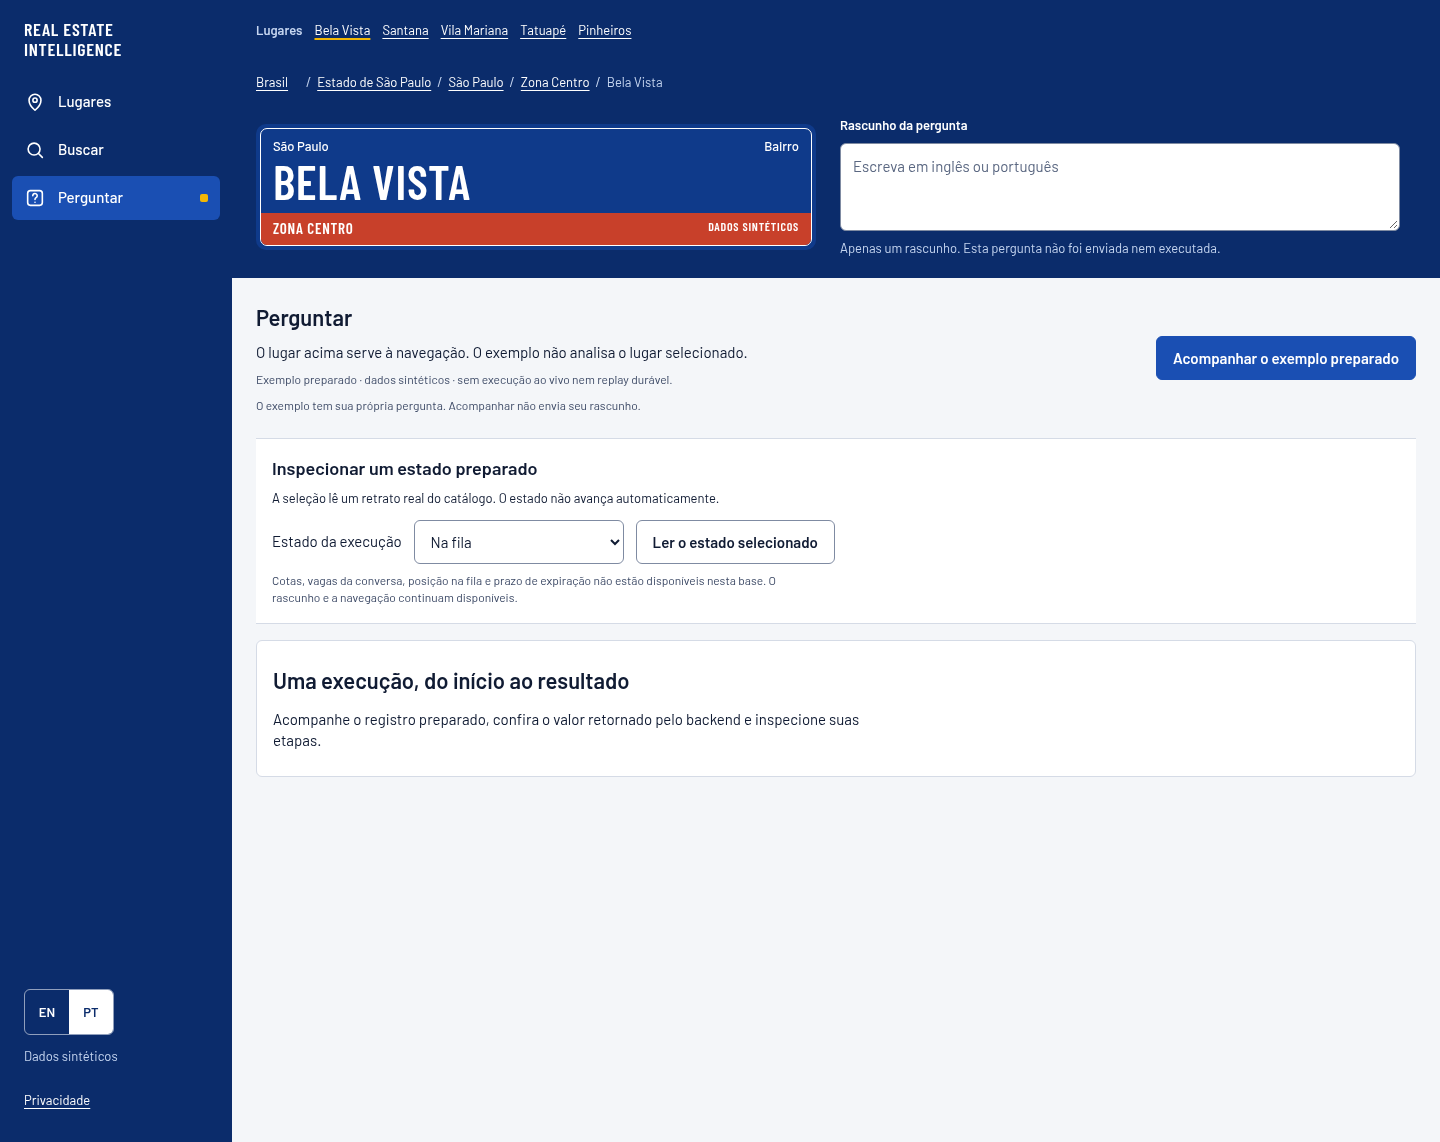 REAL ESTATE
INTELLIGENCE
Lugares
Buscar
Perguntar
EN PT
Dados sintéticos
Privacidade
Lugares Bela Vista Santana Vila Mariana Tatuapé Pinheiros
Brasil / Estado de São Paulo / São Paulo / Zona Centro / Bela Vista
São Paulo Bairro
BELA VISTA
ZONA CENTRO DADOS SINTÉTICOS
Rascunho da pergunta
Escreva em inglês ou português
Apenas um rascunho. Esta pergunta não foi enviada nem executada.
Perguntar
O lugar acima serve à navegação. O exemplo não analisa o lugar selecionado.
Exemplo preparado · dados sintéticos · sem execução ao vivo nem replay durável.
O exemplo tem sua própria pergunta. Acompanhar não envia seu rascunho.
Acompanhar o exemplo preparado
Inspecionar um estado preparado
A seleção lê um retrato real do catálogo. O estado não avança automaticamente.
Estado da execução Na fila Ler o estado selecionado
Cotas, vagas da conversa, posição na fila e prazo de expiração não estão disponíveis nesta base. O
rascunho e a navegação continuam disponíveis.
Uma execução, do início ao resultado
Acompanhe o registro preparado, confira o valor retornado pelo backend e inspecione suas
etapas.